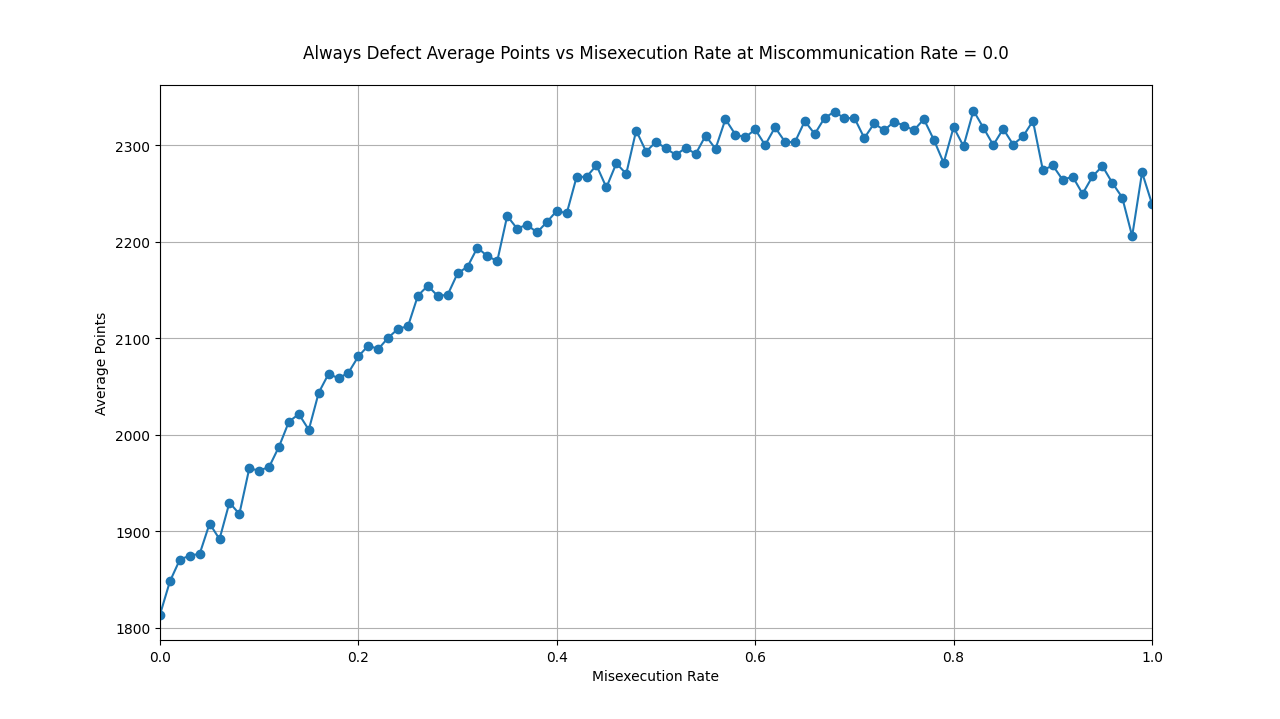 Always Defect Average Points vs Misexecution Rate at Miscommunication Rate = 0.0
2300
2200
2100
2000
1900
1800
Average Points
0.0 0.2 0.4 0.6 0.8 1.0
Misexecution Rate